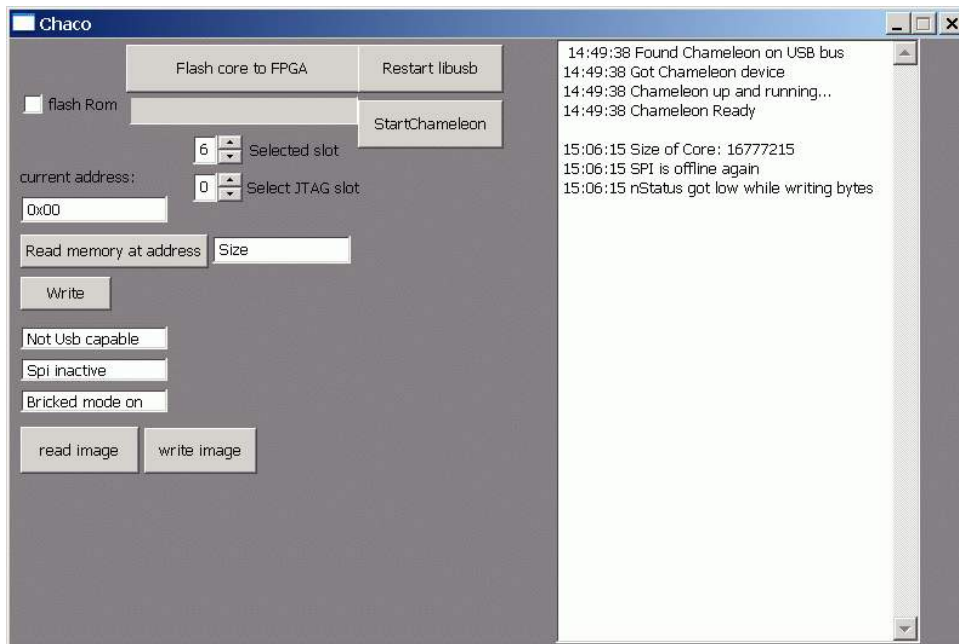 Chaco
Flash core to FPGA
Restart libusb
flash Rom
StartChameleon
6 Selected slot
current address:
0 Select JTAG slot
0x00
Read memory at address Size
Write
Not Usb capable
Spi inactive
Bricked mode on
read image write image
14:49:38 Found Chameleon on USB bus
14:49:38 Got Chameleon device
14:49:38 Chameleon up and running...
14:49:38 Chameleon Ready
15:06:15 Size of Core: 16777215
15:06:15 SPI is offline again
15:06:15 nStatus got low while writing bytes